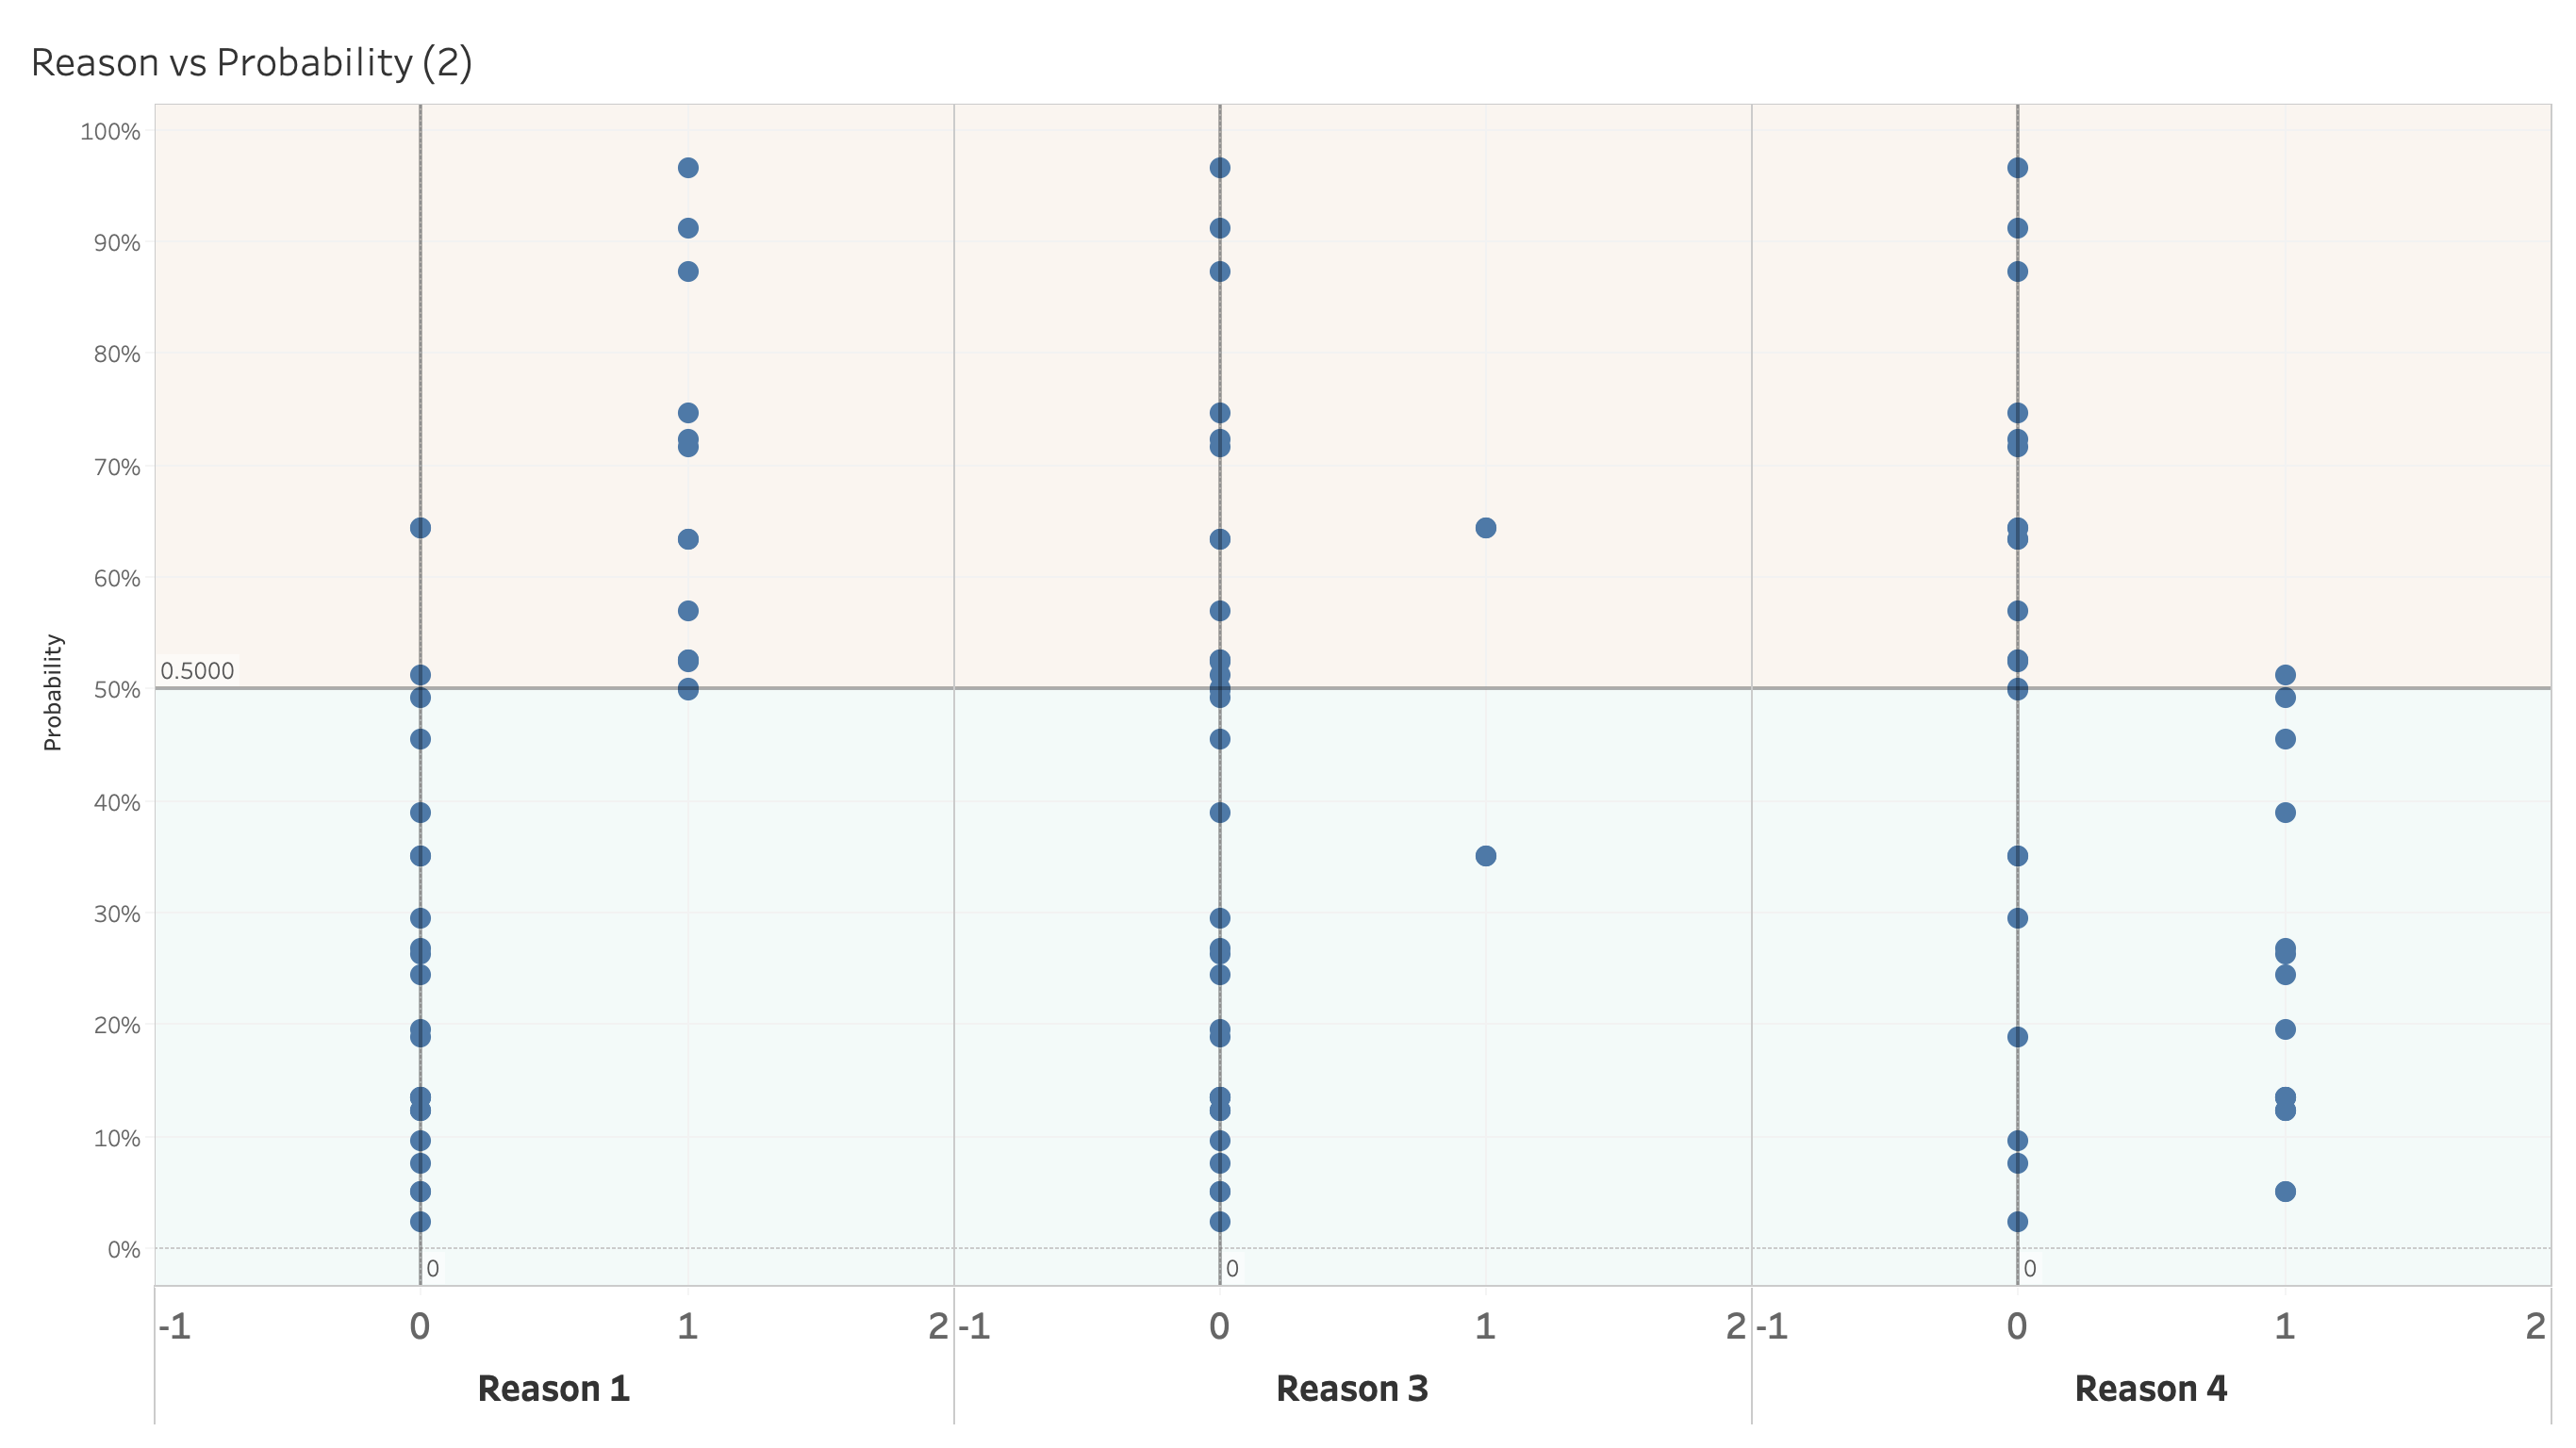 Reason vs Probability (2)
100%
90%
80%
70%
60%
0.5000
50%
40%
30%
20%
10%
0%
Probability
0 0 0
-1 0 1 2 -1 0 1 2 -1 0 1 2
Reason 1 Reason 3 Reason 4